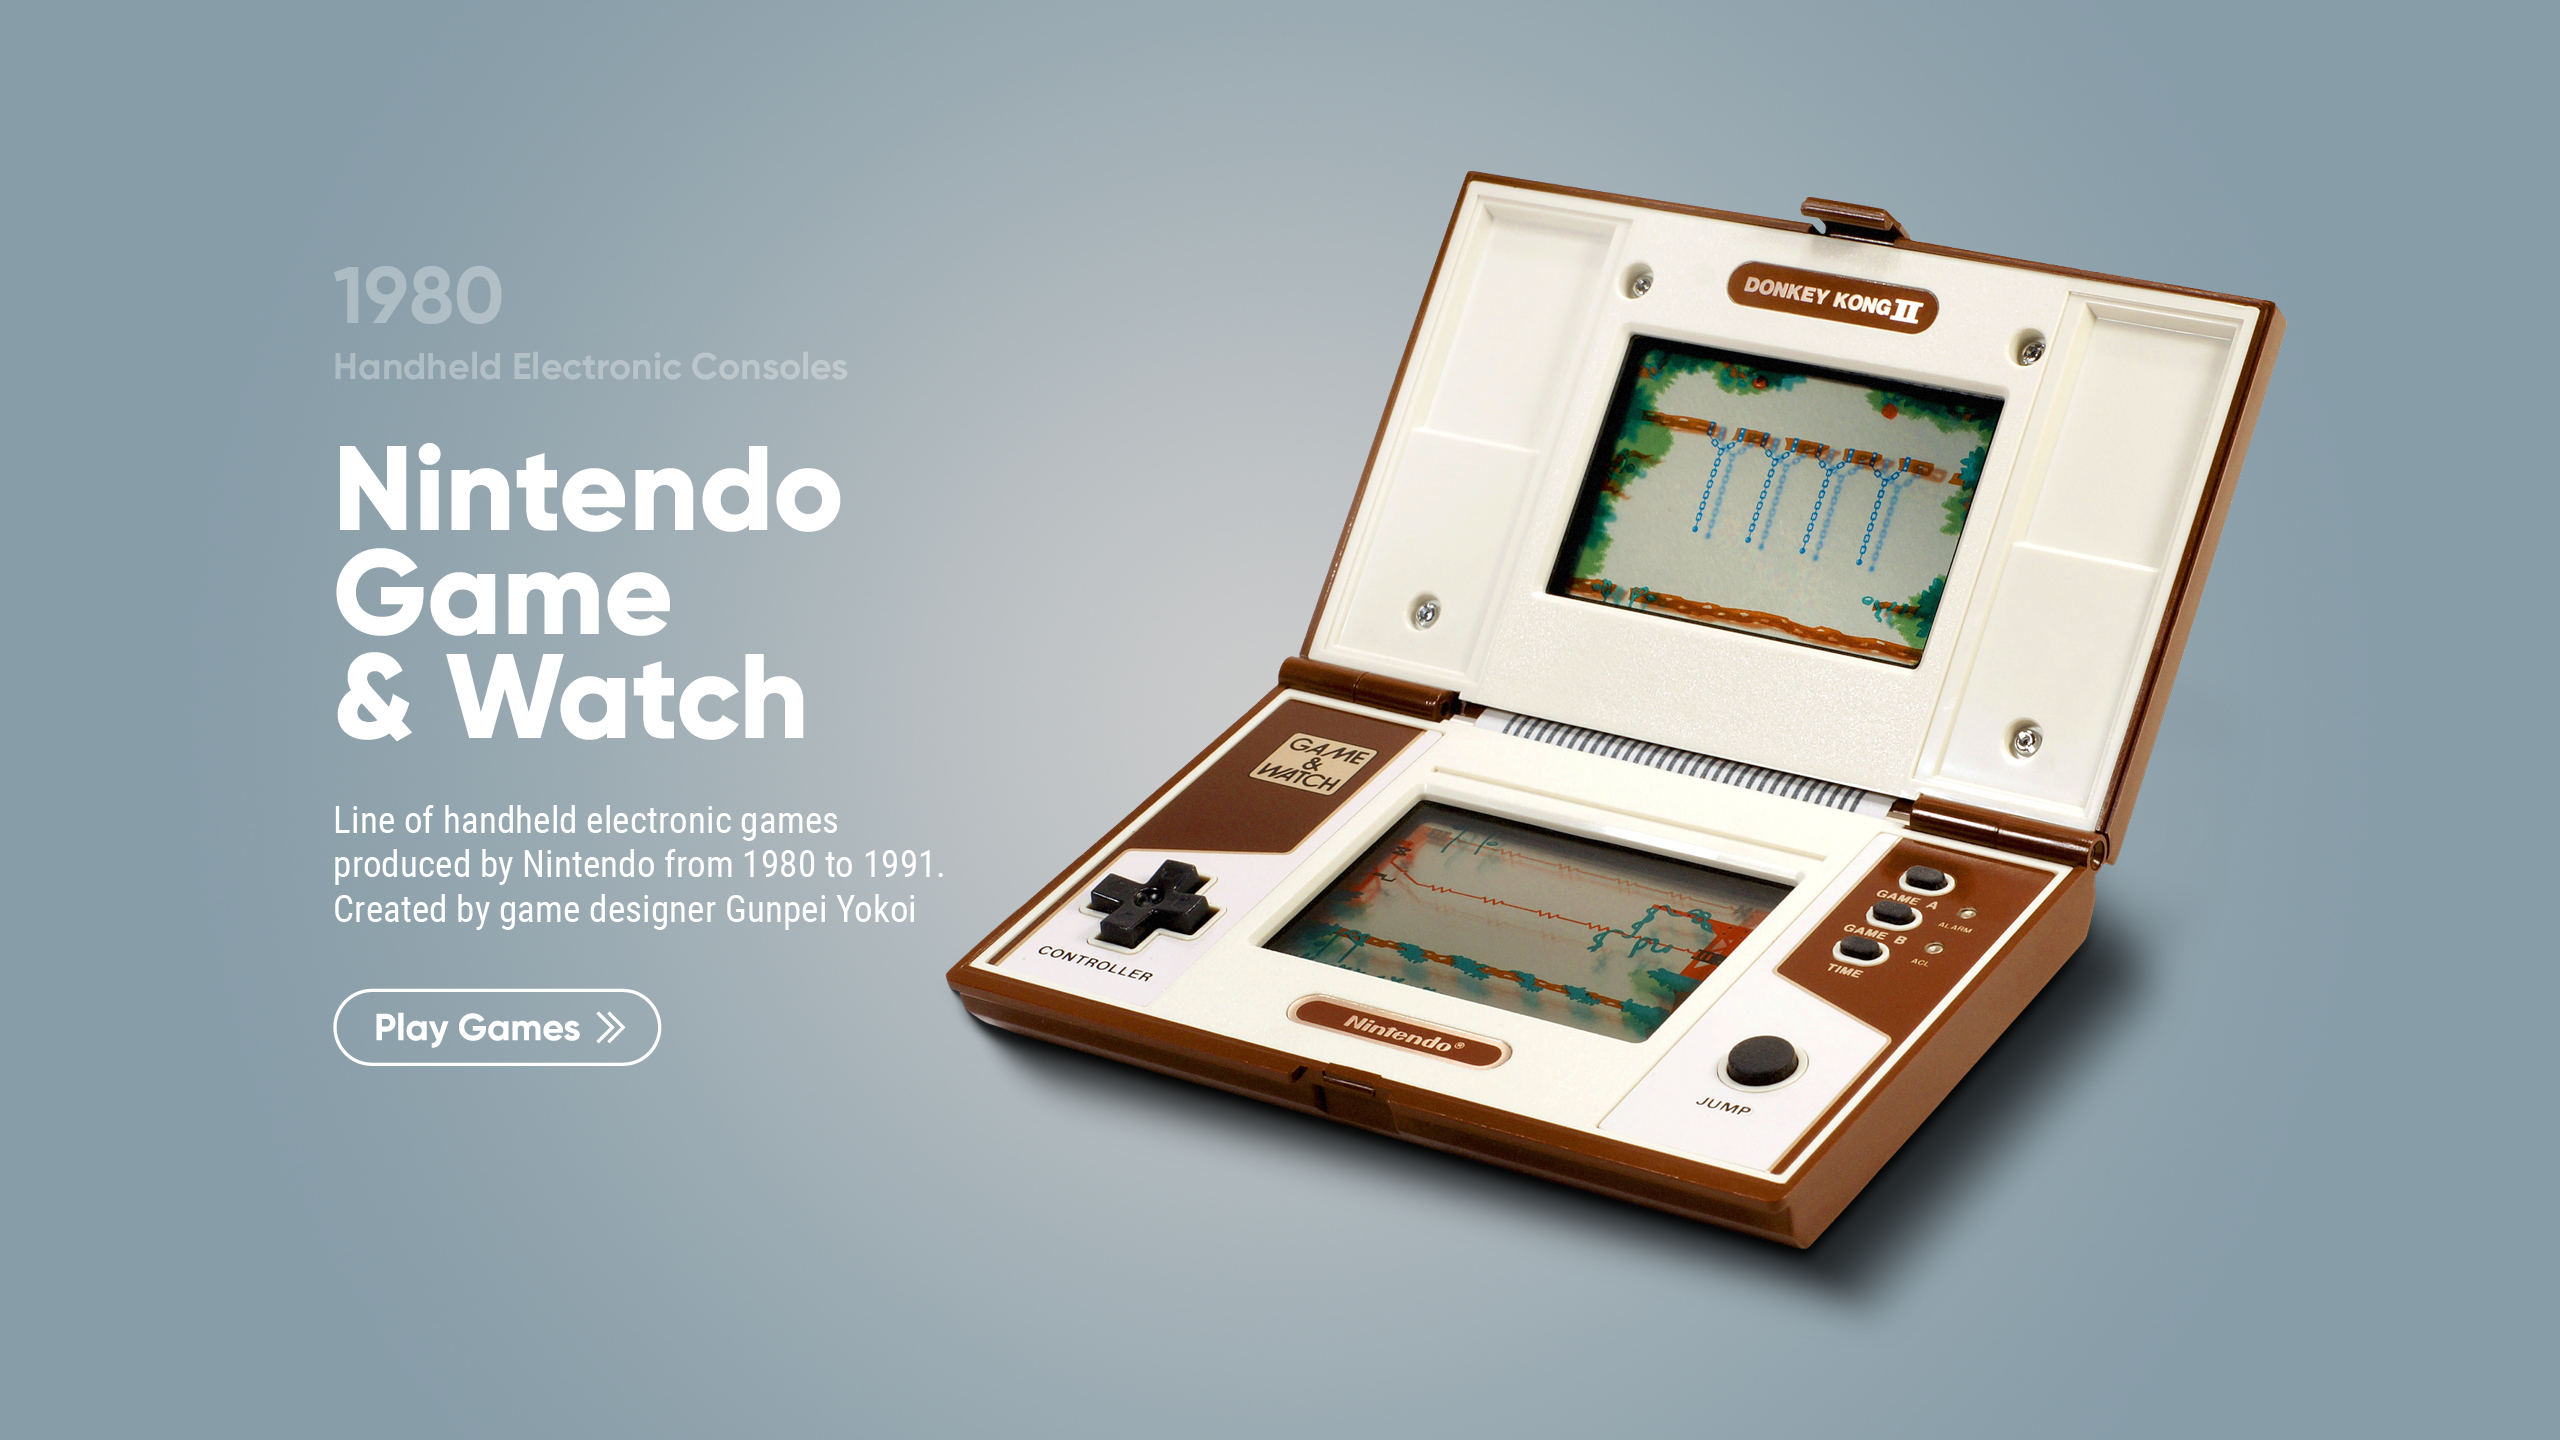 1980
Handheld Electronic Consoles
Nintendo
Game
& Watch
Line of handheld electronic games
produced by Nintendo from 1980 to 1991.
Created by game designer Gunpei Yokoi
Play Games
DONKEY KONG II
GAME
&
WATCH
CONTROLLER
Nintendo®
GAME A
ALARM
GAME B
ACL
TIME
JUMP